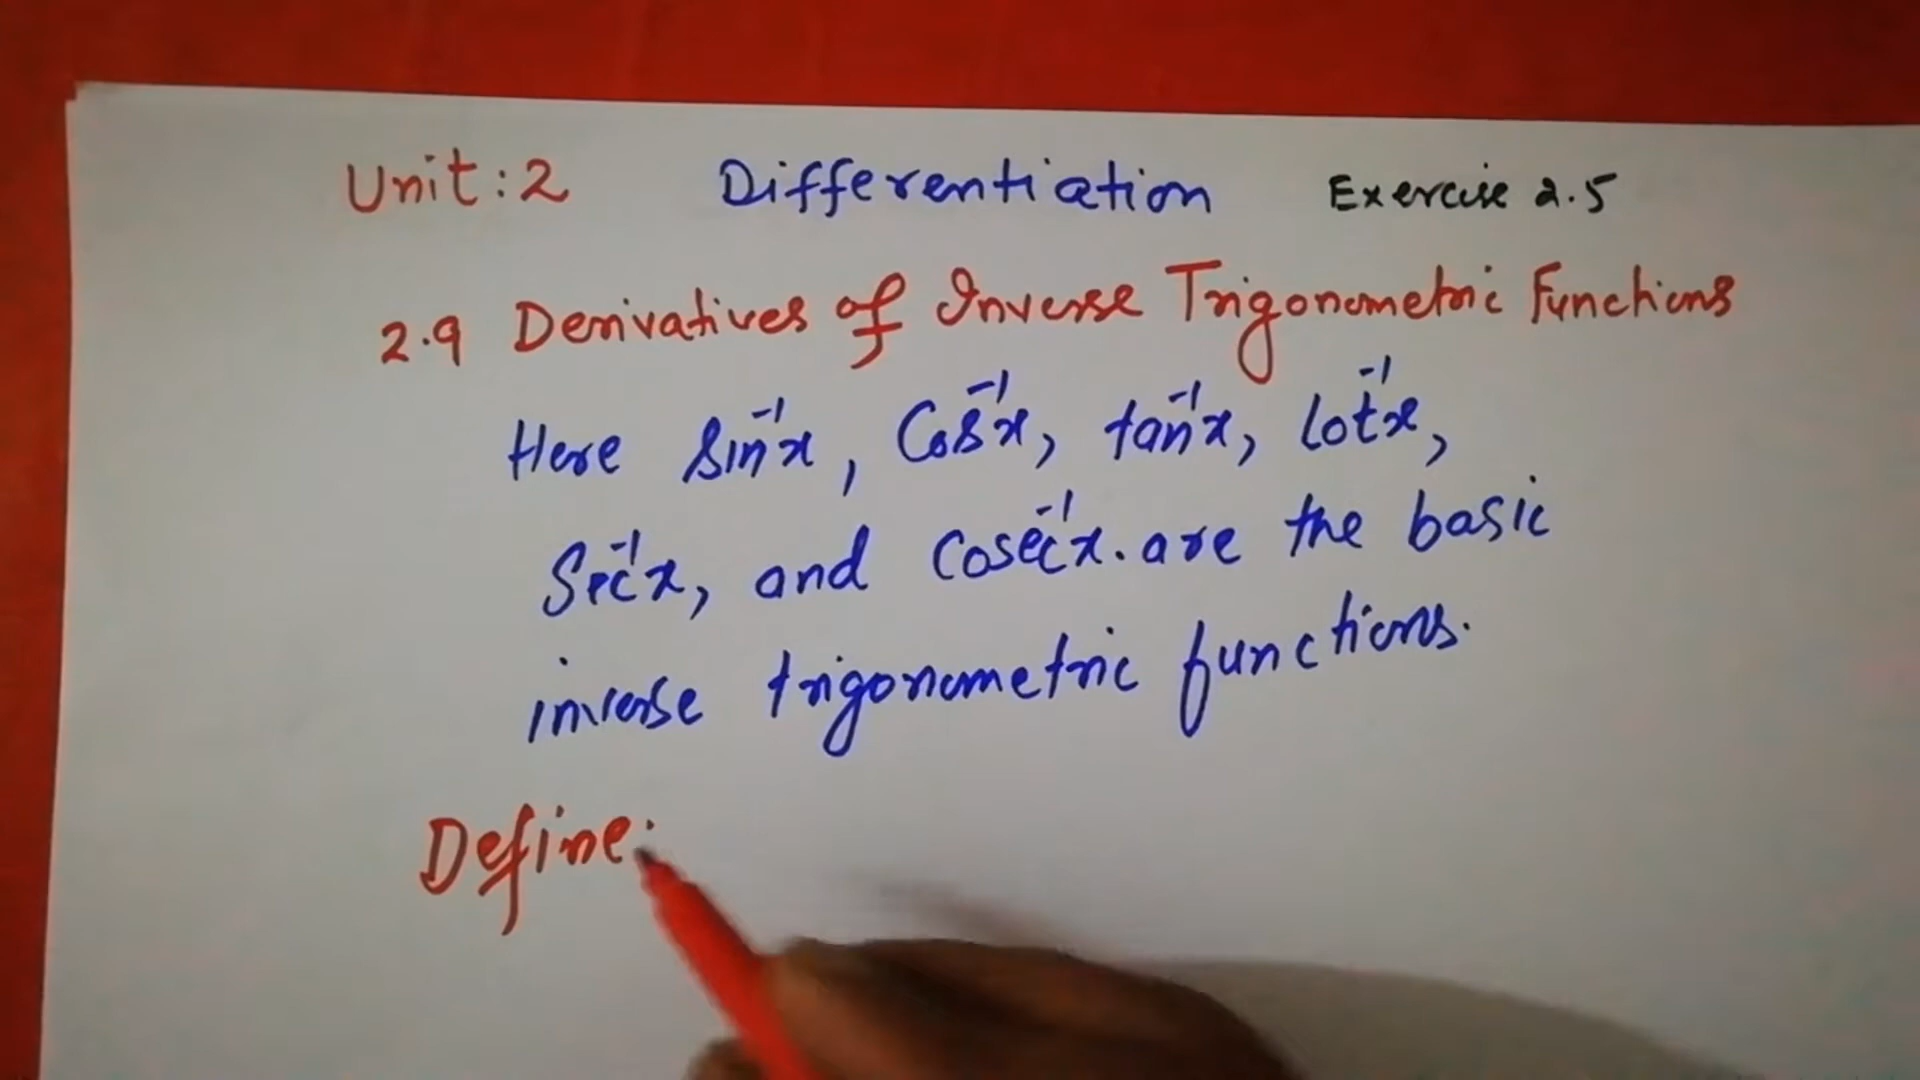 Unit:2 Differentiation Exercise 2.5
2.9 Derivatives of Inverse Trigonometric Functions
Here Sin⁻¹x, Cos⁻¹x, tan⁻¹x, Cot⁻¹x,
Sec⁻¹x, and Cosec⁻¹x. are the basic
inverse trigonometric functions.
Define: